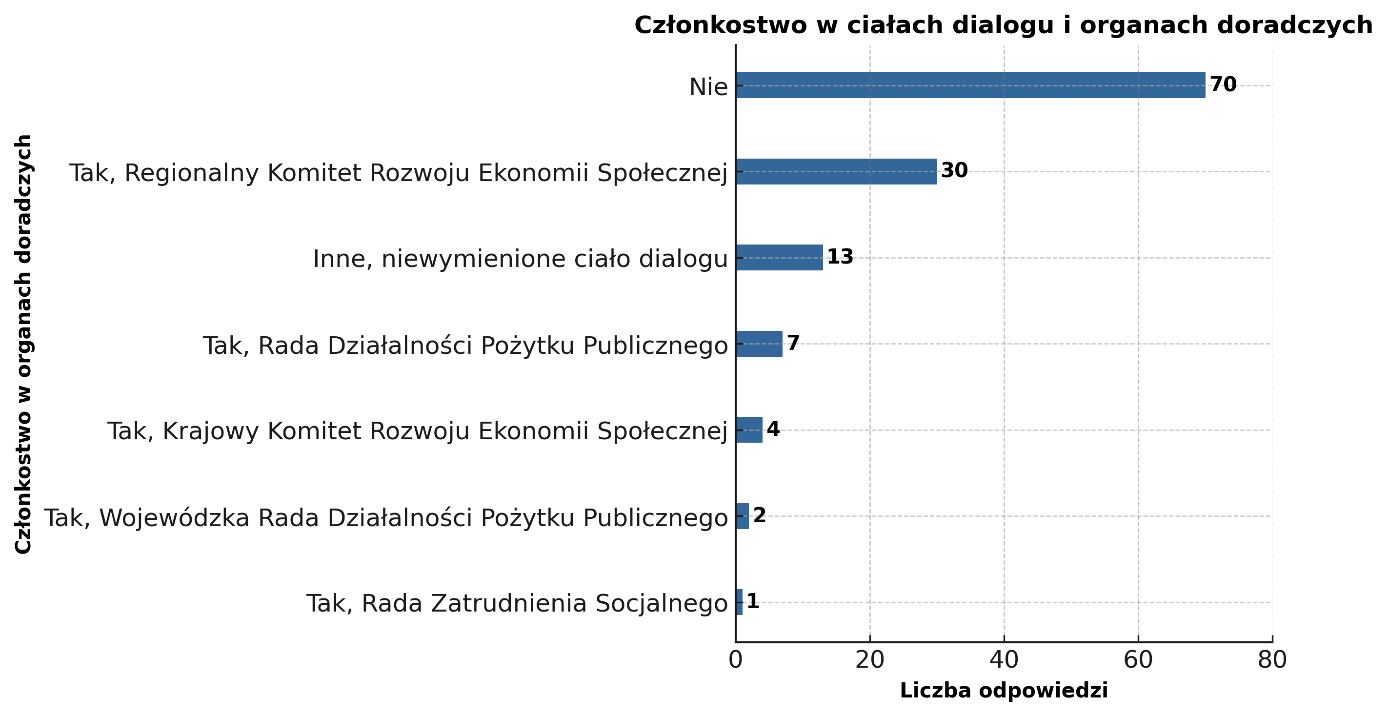 Członkostwo w ciałach dialogu i organach doradczych
Członkostwo w organach doradczych
Nie
70
Tak, Regionalny Komitet Rozwoju Ekonomii Społecznej
30
Inne, niewymienione ciało dialogu
13
Tak, Rada Działalności Pożytku Publicznego
7
Tak, Krajowy Komitet Rozwoju Ekonomii Społecznej
4
Tak, Wojewódzka Rada Działalności Pożytku Publicznego
2
Tak, Rada Zatrudnienia Socjalnego
1
0 20 40 60 80
Liczba odpowiedzi